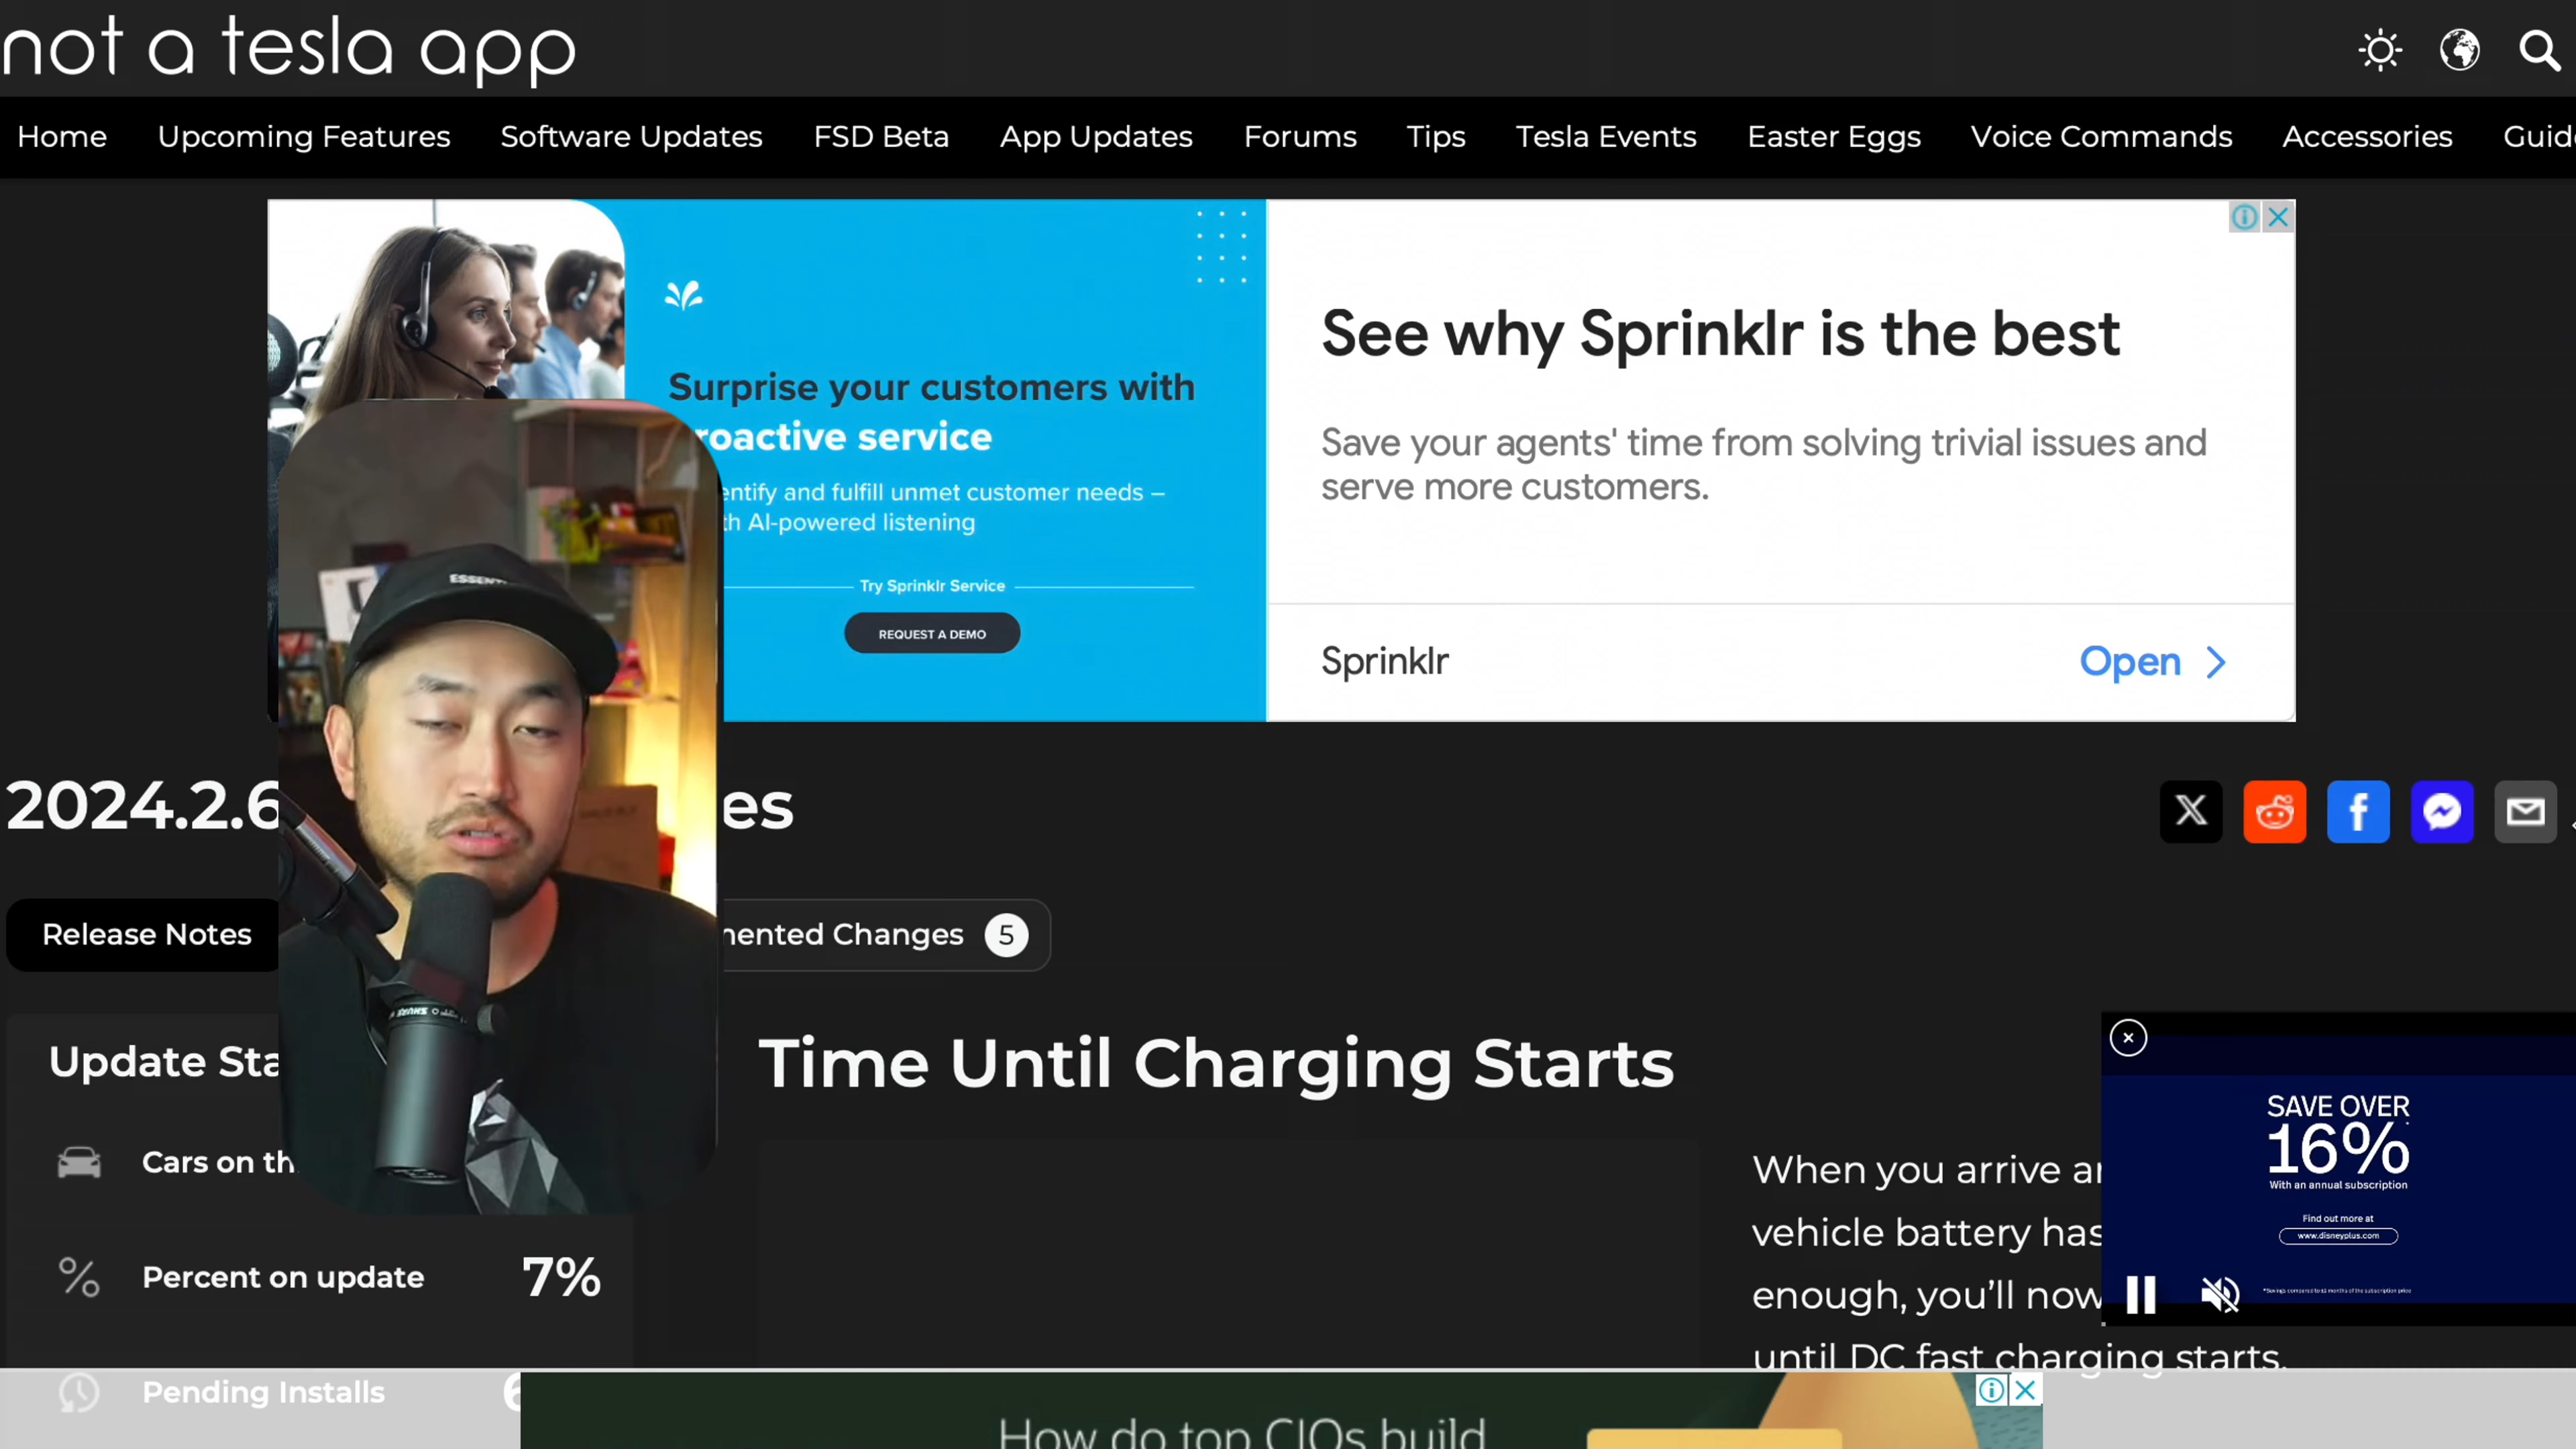 not a tesla app
Home Upcoming Features Software Updates FSD Beta App Updates Forums Tips Tesla Events Easter Eggs Voice Commands Accessories Guid
Surprise your customers with
roactive service
entify and fulfill unmet customer needs –
th AI-powered listening
Try Sprinklr Service
REQUEST A DEMO
See why Sprinklr is the best
Save your agents' time from solving trivial issues and
serve more customers.
Sprinklr
Open
ESSENTI
2024.2.6
es
Release Notes
mented Changes 5
Update Sta
Cars on th
Percent on update 7%
Pending Installs 6
Time Until Charging Starts
When you arrive a
vehicle battery has
enough, you'll now
until DC fast charging starts.
SAVE OVER
16%
With an annual subscription
Find out more at
www.disneyplus.com
How do top CIOs build